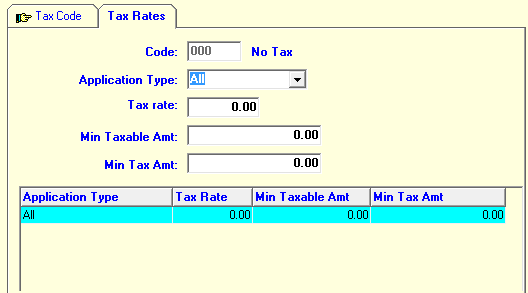 Tax Code Tax Rates
Code: 000 No Tax
Application Type: All
Tax rate: 0.00
Min Taxable Amt: 0.00
Min Tax Amt: 0.00
Application Type Tax Rate Min Taxable Amt Min Tax Amt
All 0.00 0.00 0.00